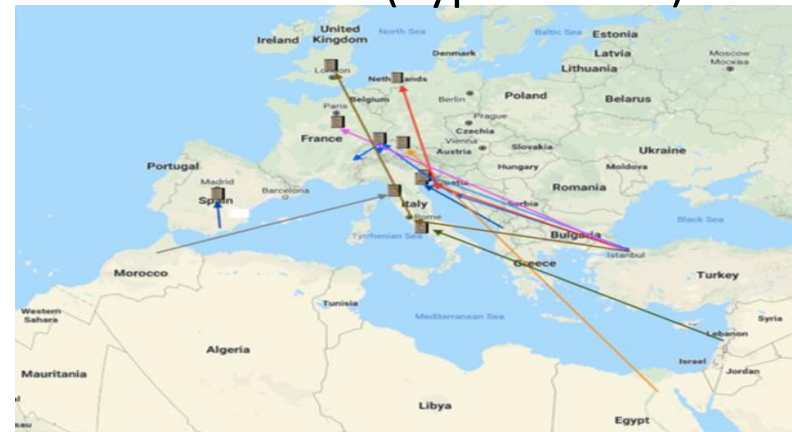 United
Kingdom
North Sea
Ireland
Baltic Sea
Estonia
Denmark
Latvia
Moscow
Москва
Lithuania
London
Berlin
Poland
Belarus
Belgium
Paris
Prague
Czechia
Vienna
France
Slovakia
Ukraine
Austria
Moldova
Hungary
Portugal
Romania
Madrid
Barcelona
Spain
Italy
Serbia
Rome
Black Sea
Bulgaria
Tyrrhenian Sea
Istanbul
Greece
Morocco
Turkey
Tunisia
Western
Sahara
Mediterranean Sea
Syria
Lebanon
Algeria
Israel
Jordan
Mauritania
Libya
Egypt